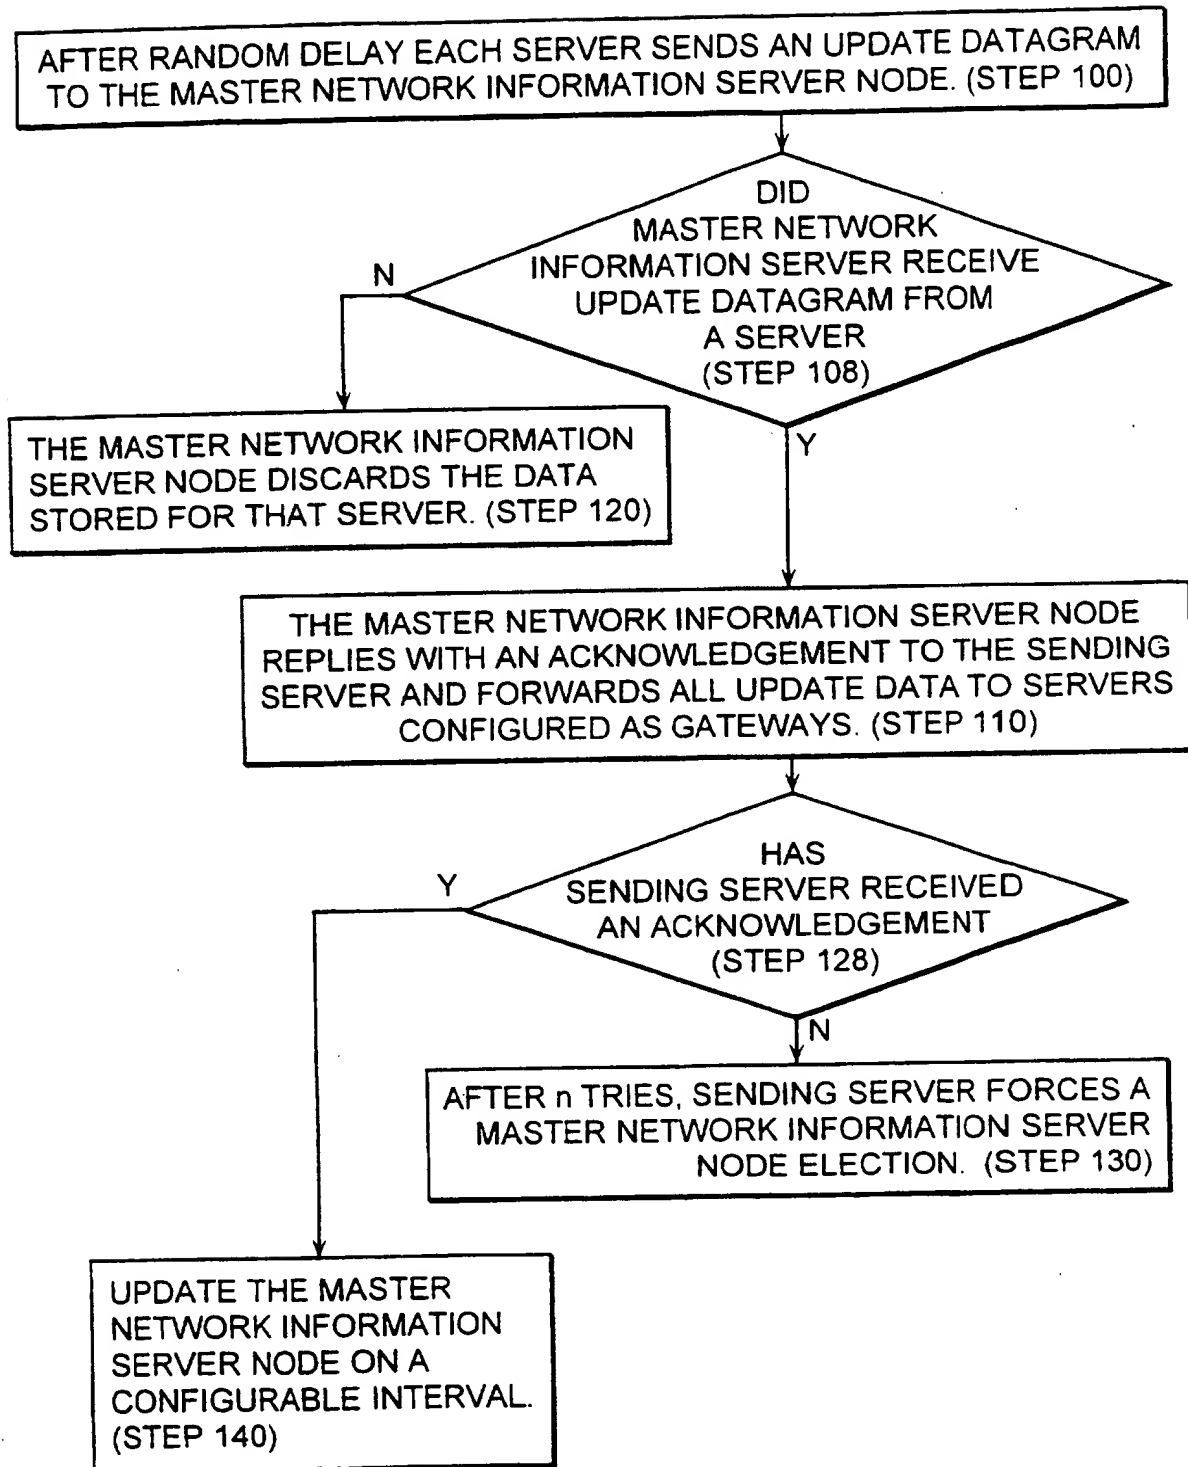 AFTER RANDOM DELAY EACH SERVER SENDS AN UPDATE DATAGRAM
TO THE MASTER NETWORK INFORMATION SERVER NODE. (STEP 100)
DID
MASTER NETWORK
INFORMATION SERVER RECEIVE
UPDATE DATAGRAM FROM
A SERVER
(STEP 108)
N
Y
THE MASTER NETWORK INFORMATION
SERVER NODE DISCARDS THE DATA
STORED FOR THAT SERVER. (STEP 120)
THE MASTER NETWORK INFORMATION SERVER NODE
REPLIES WITH AN ACKNOWLEDGEMENT TO THE SENDING
SERVER AND FORWARDS ALL UPDATE DATA TO SERVERS
CONFIGURED AS GATEWAYS. (STEP 110)
HAS
SENDING SERVER RECEIVED
AN ACKNOWLEDGEMENT
(STEP 128)
Y
N
AFTER n TRIES, SENDING SERVER FORCES A
MASTER NETWORK INFORMATION SERVER
NODE ELECTION. (STEP 130)
UPDATE THE MASTER
NETWORK INFORMATION
SERVER NODE ON A
CONFIGURABLE INTERVAL.
(STEP 140)